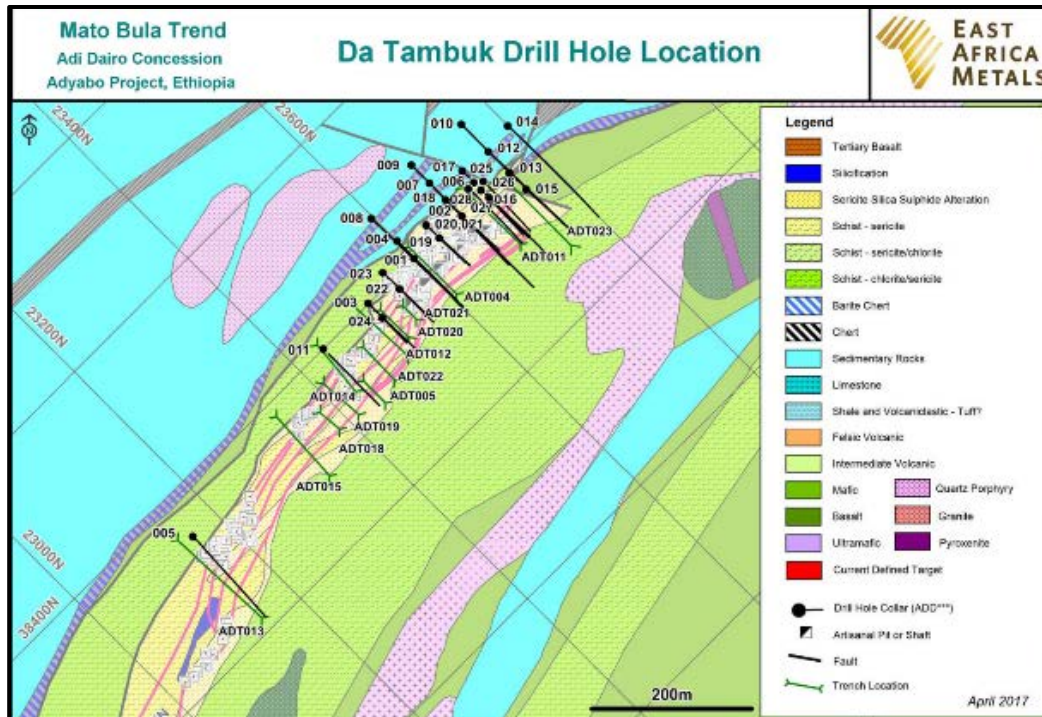 Mato Bula Trend
Adi Dairo Concession
Adyabo Project, Ethiopia
Da Tambuk Drill Hole Location
EAST
AFRICA
METALS
N
23400N
23600N
23200N
23000N
38400N
010
014
012
009
017
025
013
007
006
026
015
018
028
016
008
002
027
020,021
ADT023
004
019
ADT011
001
023
022
ADT004
003
ADT021
024
ADT020
011
ADT012
ADT022
ADT014
ADT005
ADT019
ADT018
ADT015
005
ADT013
200m
Legend
Tertiary Basalt
Silicification
Sericite Silica Sulphide Alteration
Schist - sericite
Schist - sericite/chlorite
Schist - chlorite/sericite
Barite Chert
Chert
Sedimentary Rocks
Limestone
Shale and Volcaniclastic - Tuff?
Felsic Volcanic
Intermediate Volcanic
Mafic
Quartz Porphyry
Basalt
Granite
Ultramafic
Pyroxenite
Current Defined Target
Drill Hole Collar (ADD***)
Artisanal Pit or Shaft
Fault
Trench Location
April 2017